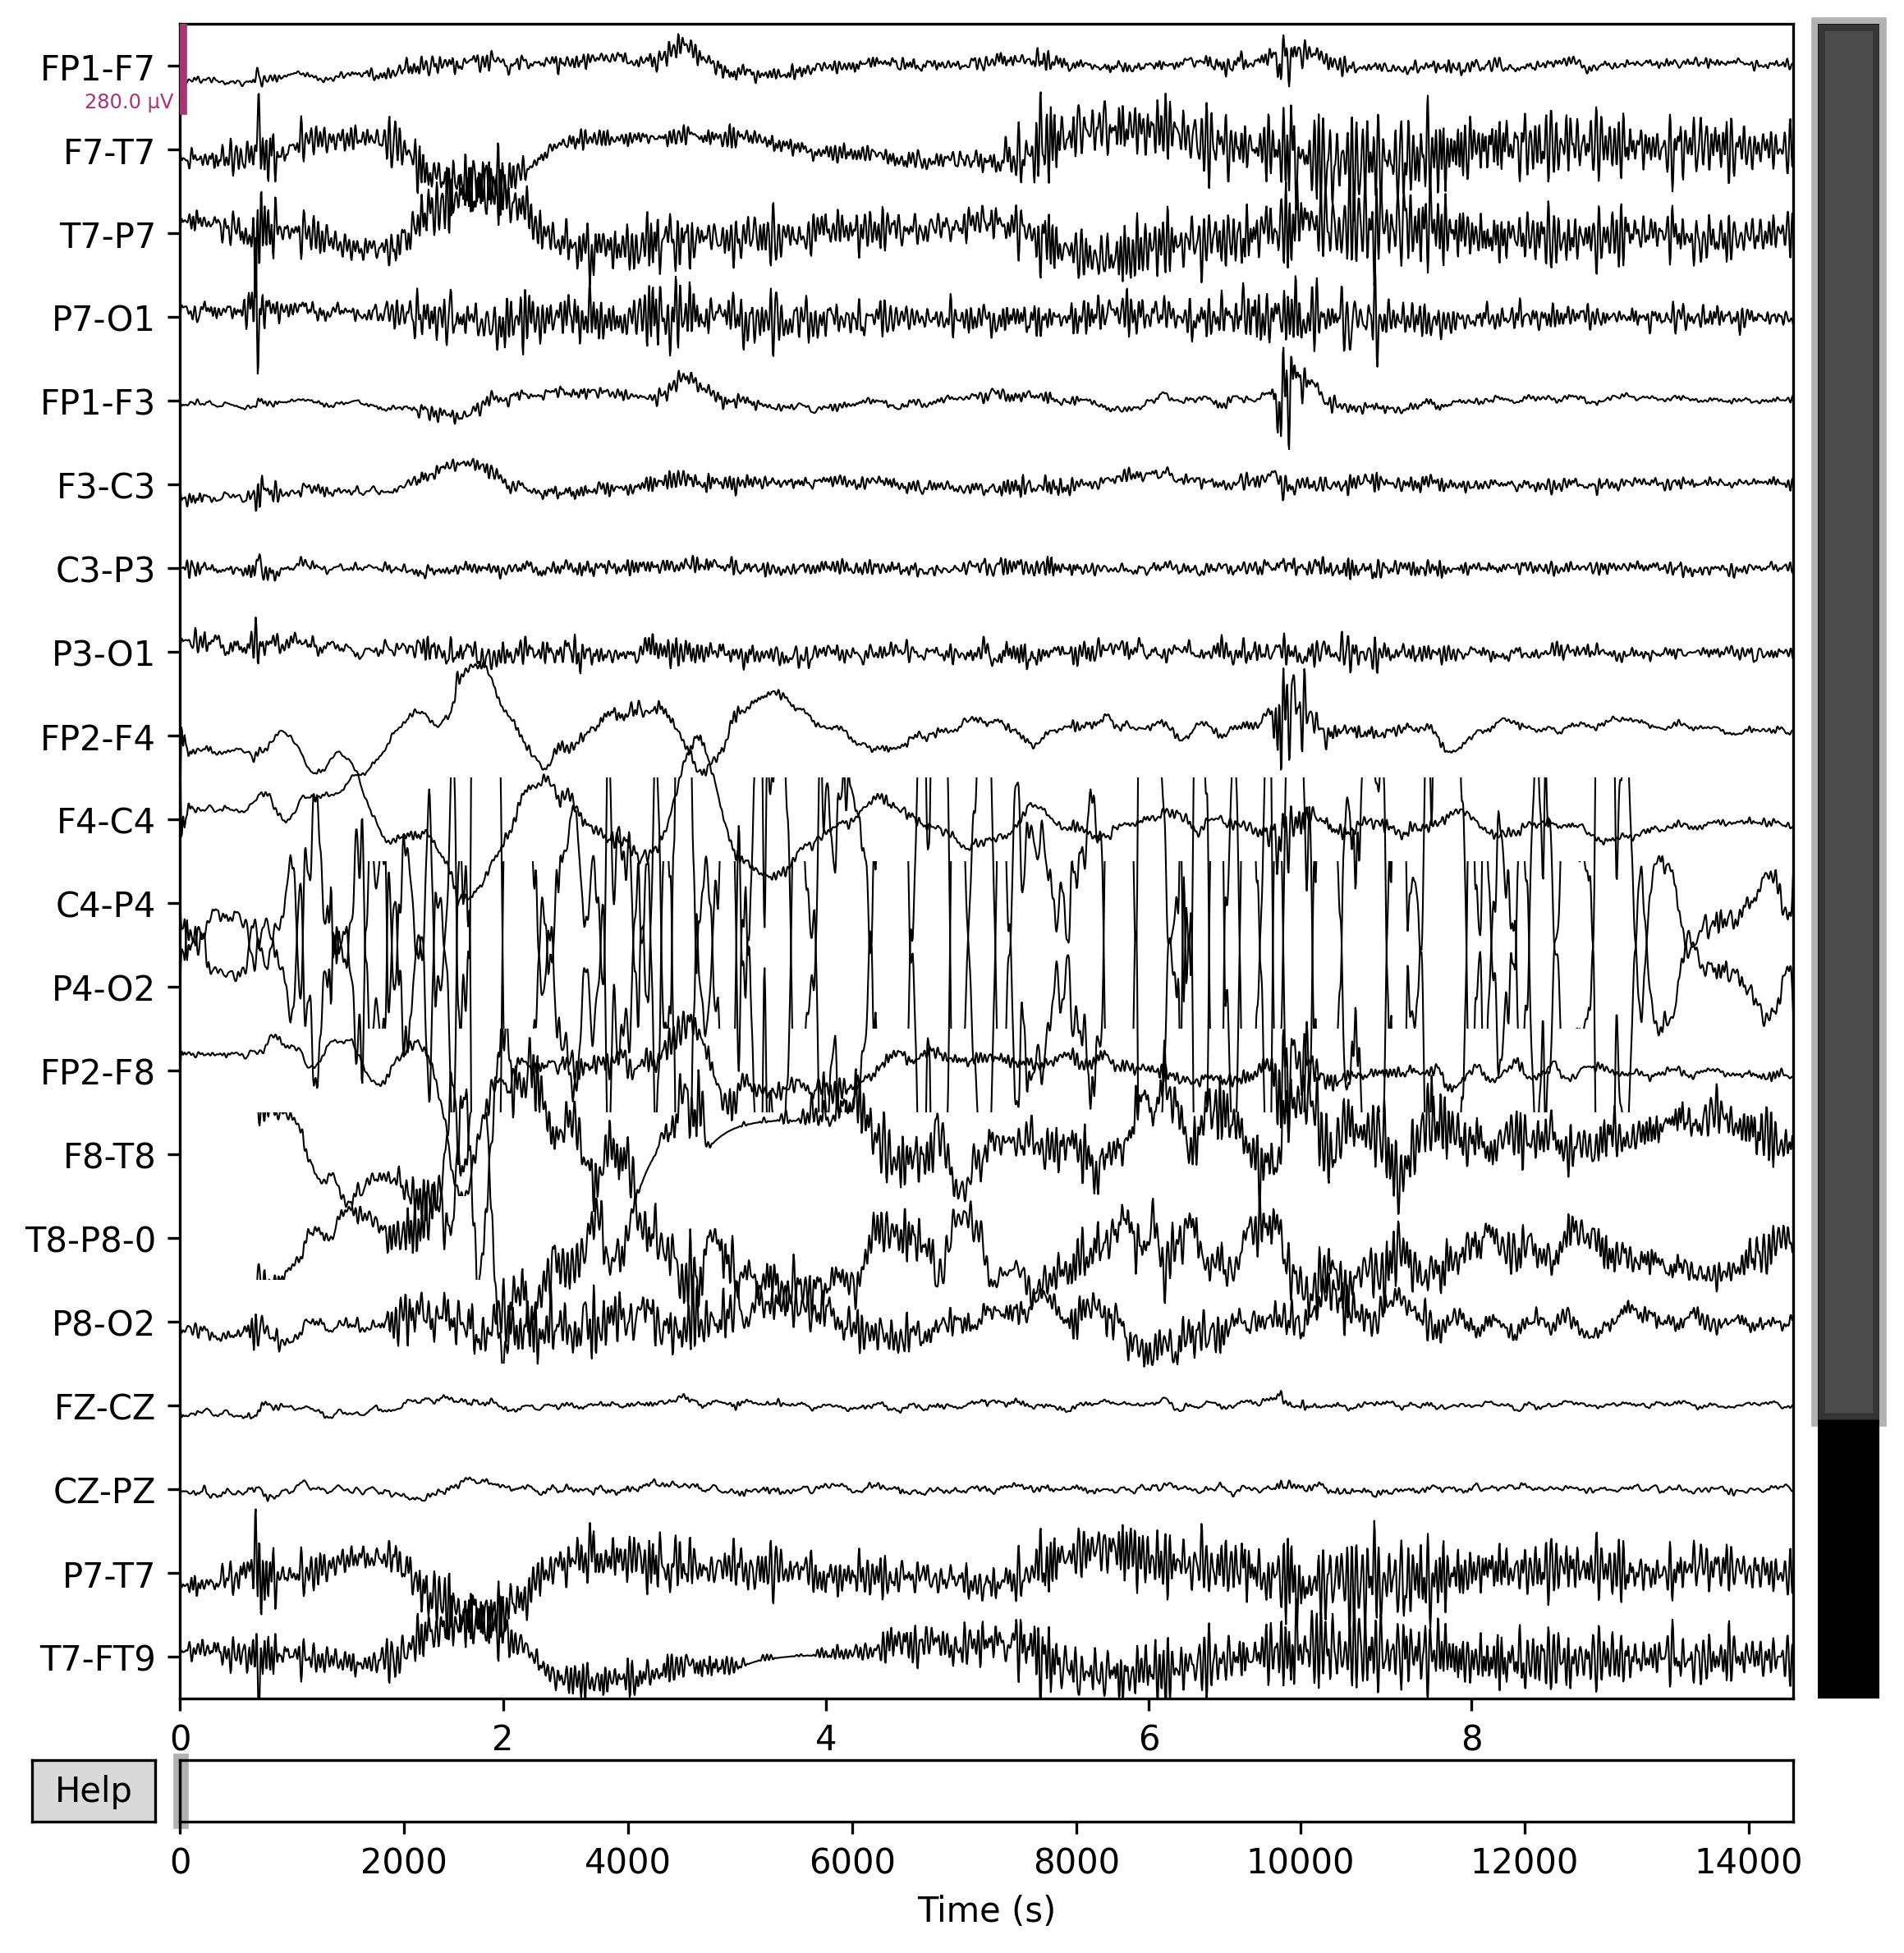 FP1-F7
280.0 µV
F7-T7
T7-P7
P7-O1
FP1-F3
F3-C3
C3-P3
P3-O1
FP2-F4
F4-C4
C4-P4
P4-O2
FP2-F8
F8-T8
T8-P8-0
P8-O2
FZ-CZ
CZ-PZ
P7-T7
T7-FT9
0 2 4 6 8
Help
0 2000 4000 6000 8000 10000 12000 14000
Time (s)